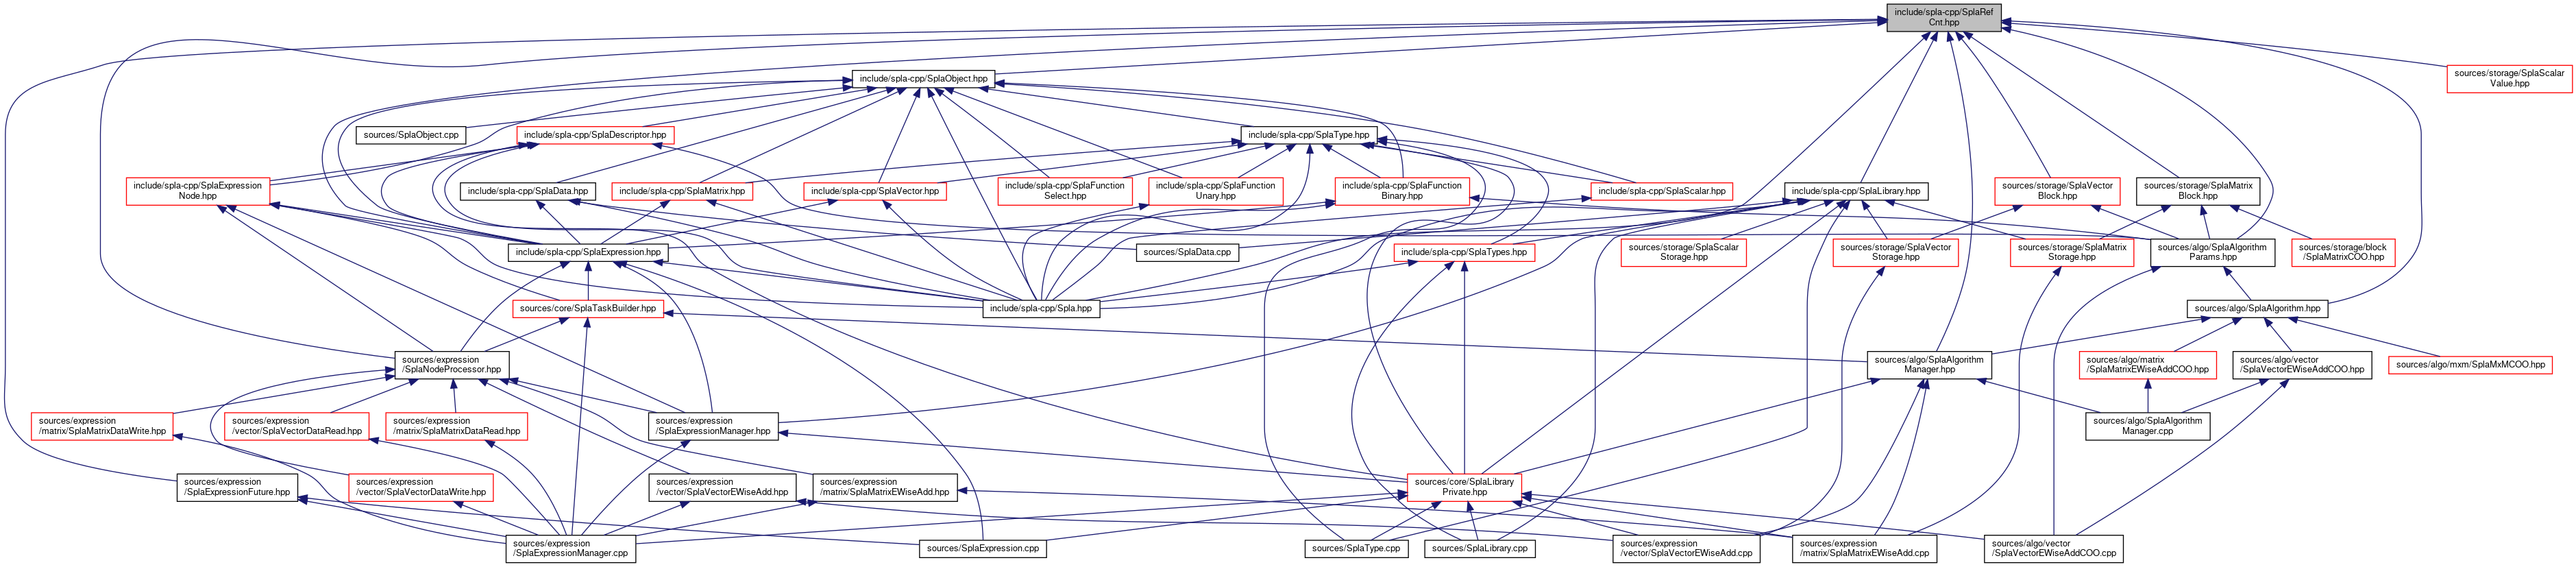 include/spla-cpp/SplaRef
Cnt.hpp
include/spla-cpp/SplaObject.hpp
sources/storage/SplaScalar
Value.hpp
sources/SplaObject.cpp
include/spla-cpp/SplaDescriptor.hpp
include/spla-cpp/SplaType.hpp
include/spla-cpp/SplaExpression
Node.hpp
include/spla-cpp/SplaData.hpp
include/spla-cpp/SplaMatrix.hpp
include/spla-cpp/SplaVector.hpp
include/spla-cpp/SplaFunction
Select.hpp
include/spla-cpp/SplaFunction
Unary.hpp
include/spla-cpp/SplaFunction
Binary.hpp
include/spla-cpp/SplaScalar.hpp
include/spla-cpp/SplaLibrary.hpp
sources/storage/SplaVector
Block.hpp
sources/storage/SplaMatrix
Block.hpp
include/spla-cpp/SplaExpression.hpp
sources/SplaData.cpp
include/spla-cpp/SplaTypes.hpp
sources/storage/SplaScalar
Storage.hpp
sources/storage/SplaVector
Storage.hpp
sources/storage/SplaMatrix
Storage.hpp
sources/algo/SplaAlgorithm
Params.hpp
sources/storage/block
/SplaMatrixCOO.hpp
sources/core/SplaTaskBuilder.hpp
include/spla-cpp/Spla.hpp
sources/algo/SplaAlgorithm.hpp
sources/expression
/SplaNodeProcessor.hpp
sources/algo/SplaAlgorithm
Manager.hpp
sources/algo/matrix
/SplaMatrixEWiseAddCOO.hpp
sources/algo/vector
/SplaVectorEWiseAddCOO.hpp
sources/algo/mxm/SplaMxMCOO.hpp
sources/expression
/matrix/SplaMatrixDataWrite.hpp
sources/expression
/vector/SplaVectorDataRead.hpp
sources/expression
/matrix/SplaMatrixDataRead.hpp
sources/expression
/SplaExpressionManager.hpp
sources/algo/SplaAlgorithm
Manager.cpp
sources/expression
/SplaExpressionFuture.hpp
sources/expression
/vector/SplaVectorDataWrite.hpp
sources/expression
/vector/SplaVectorEWiseAdd.hpp
sources/expression
/matrix/SplaMatrixEWiseAdd.hpp
sources/core/SplaLibrary
Private.hpp
sources/expression
/SplaExpressionManager.cpp
sources/SplaExpression.cpp
sources/SplaType.cpp
sources/SplaLibrary.cpp
sources/expression
/vector/SplaVectorEWiseAdd.cpp
sources/expression
/matrix/SplaMatrixEWiseAdd.cpp
sources/algo/vector
/SplaVectorEWiseAddCOO.cpp